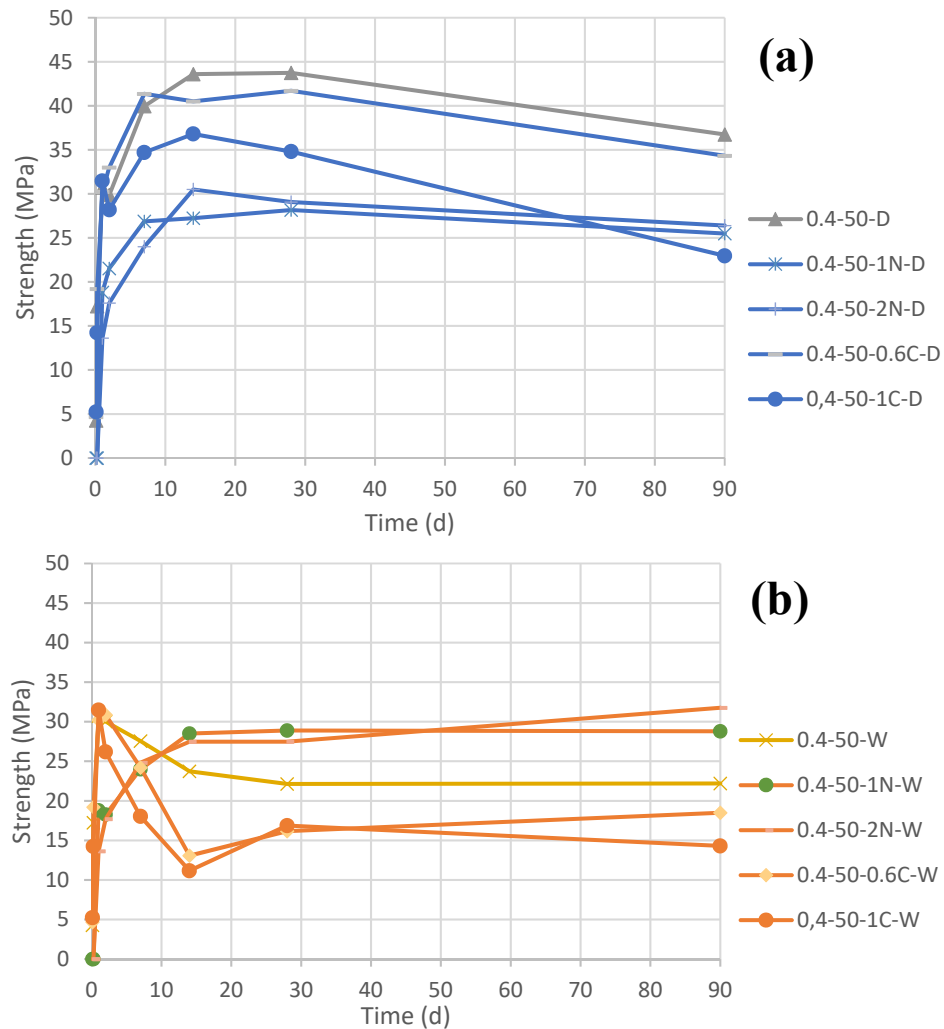 (a)
Strength (MPa)
50
45
40
35
30
25
20
15
10
5
0
0 10 20 30 40 50 60 70 80 90
Time (d)
0.4-50-D
0.4-50-1N-D
0.4-50-2N-D
0.4-50-0.6C-D
0,4-50-1C-D
(b)
Strength (MPa)
50
45
40
35
30
25
20
15
10
5
0
0 10 20 30 40 50 60 70 80 90
Time (d)
0.4-50-W
0.4-50-1N-W
0.4-50-2N-W
0.4-50-0.6C-W
0,4-50-1C-W